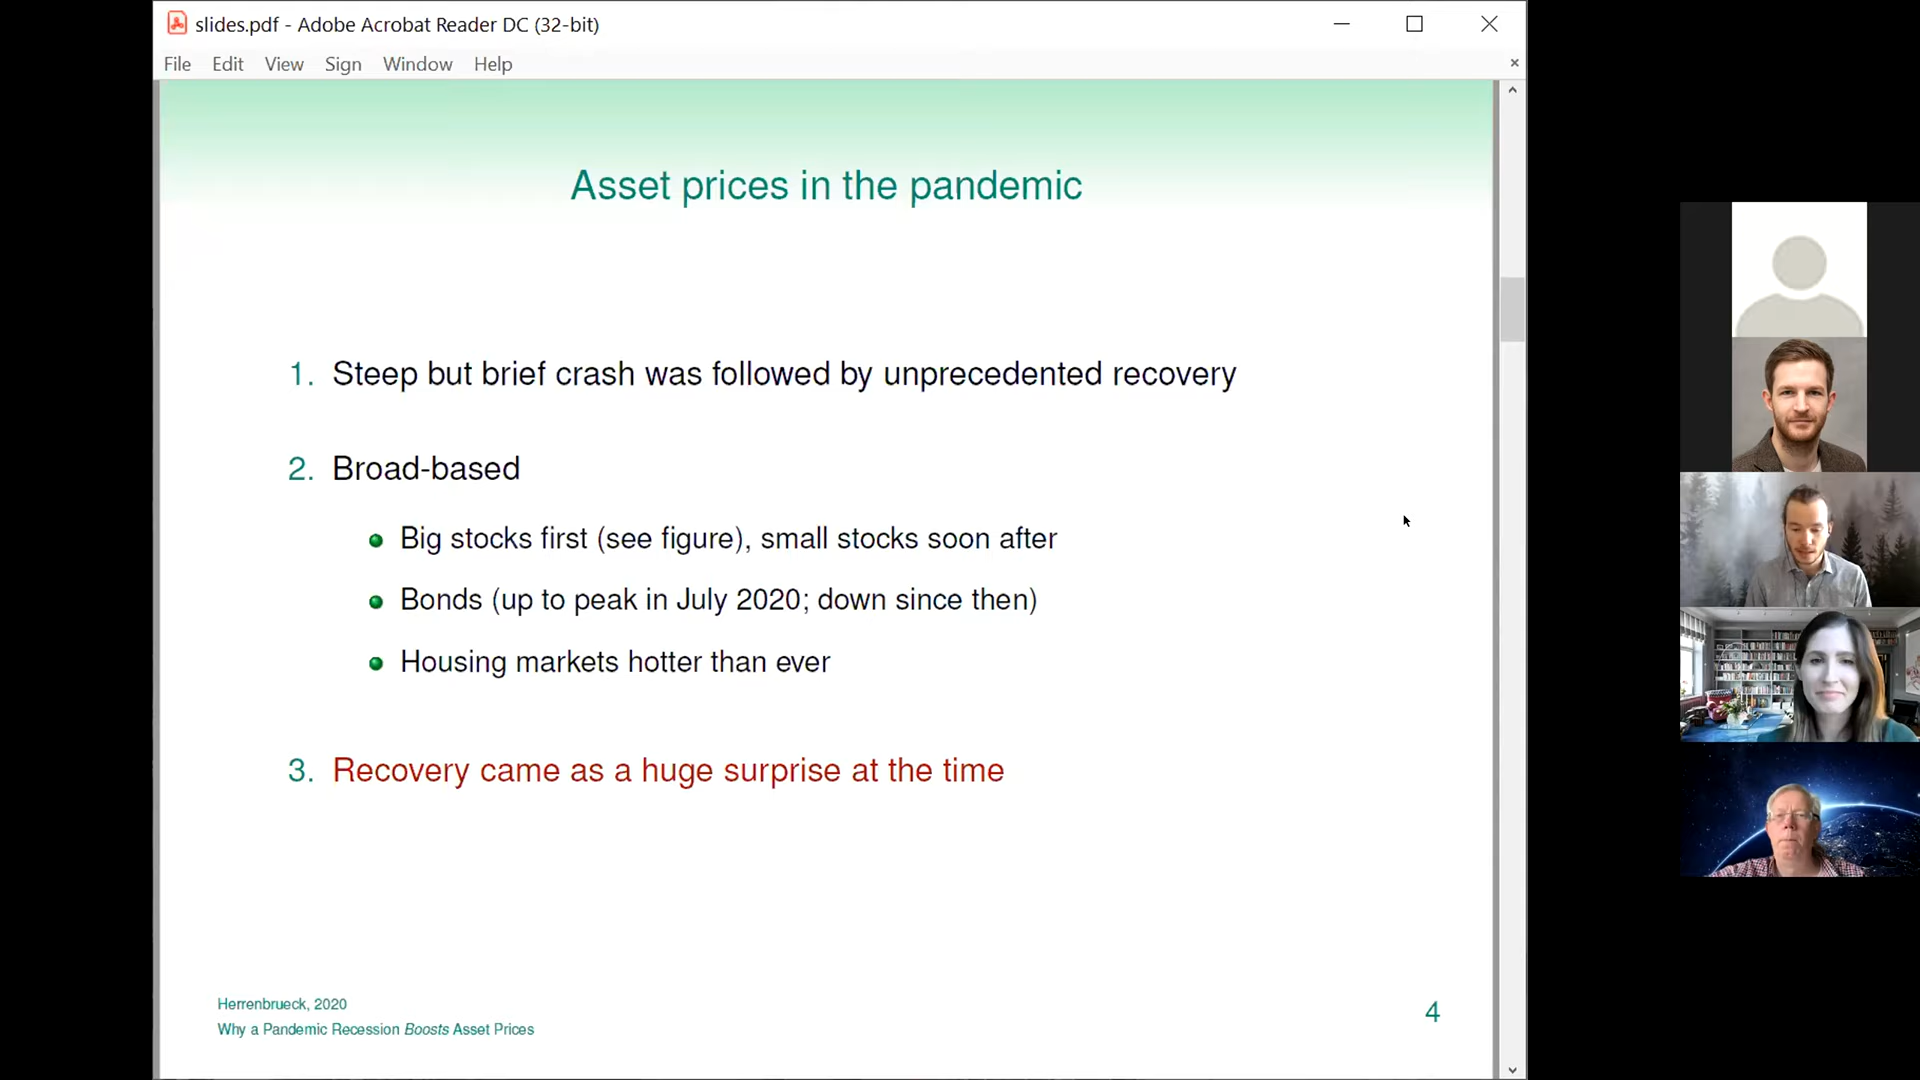 slides.pdf - Adobe Acrobat Reader DC (32-bit)
File Edit View Sign Window Help
Asset prices in the pandemic
1. Steep but brief crash was followed by unprecedented recovery
2. Broad-based
Big stocks first (see figure), small stocks soon after
Bonds (up to peak in July 2020; down since then)
Housing markets hotter than ever
3. Recovery came as a huge surprise at the time
Herrenbrueck, 2020
Why a Pandemic Recession Boosts Asset Prices
4